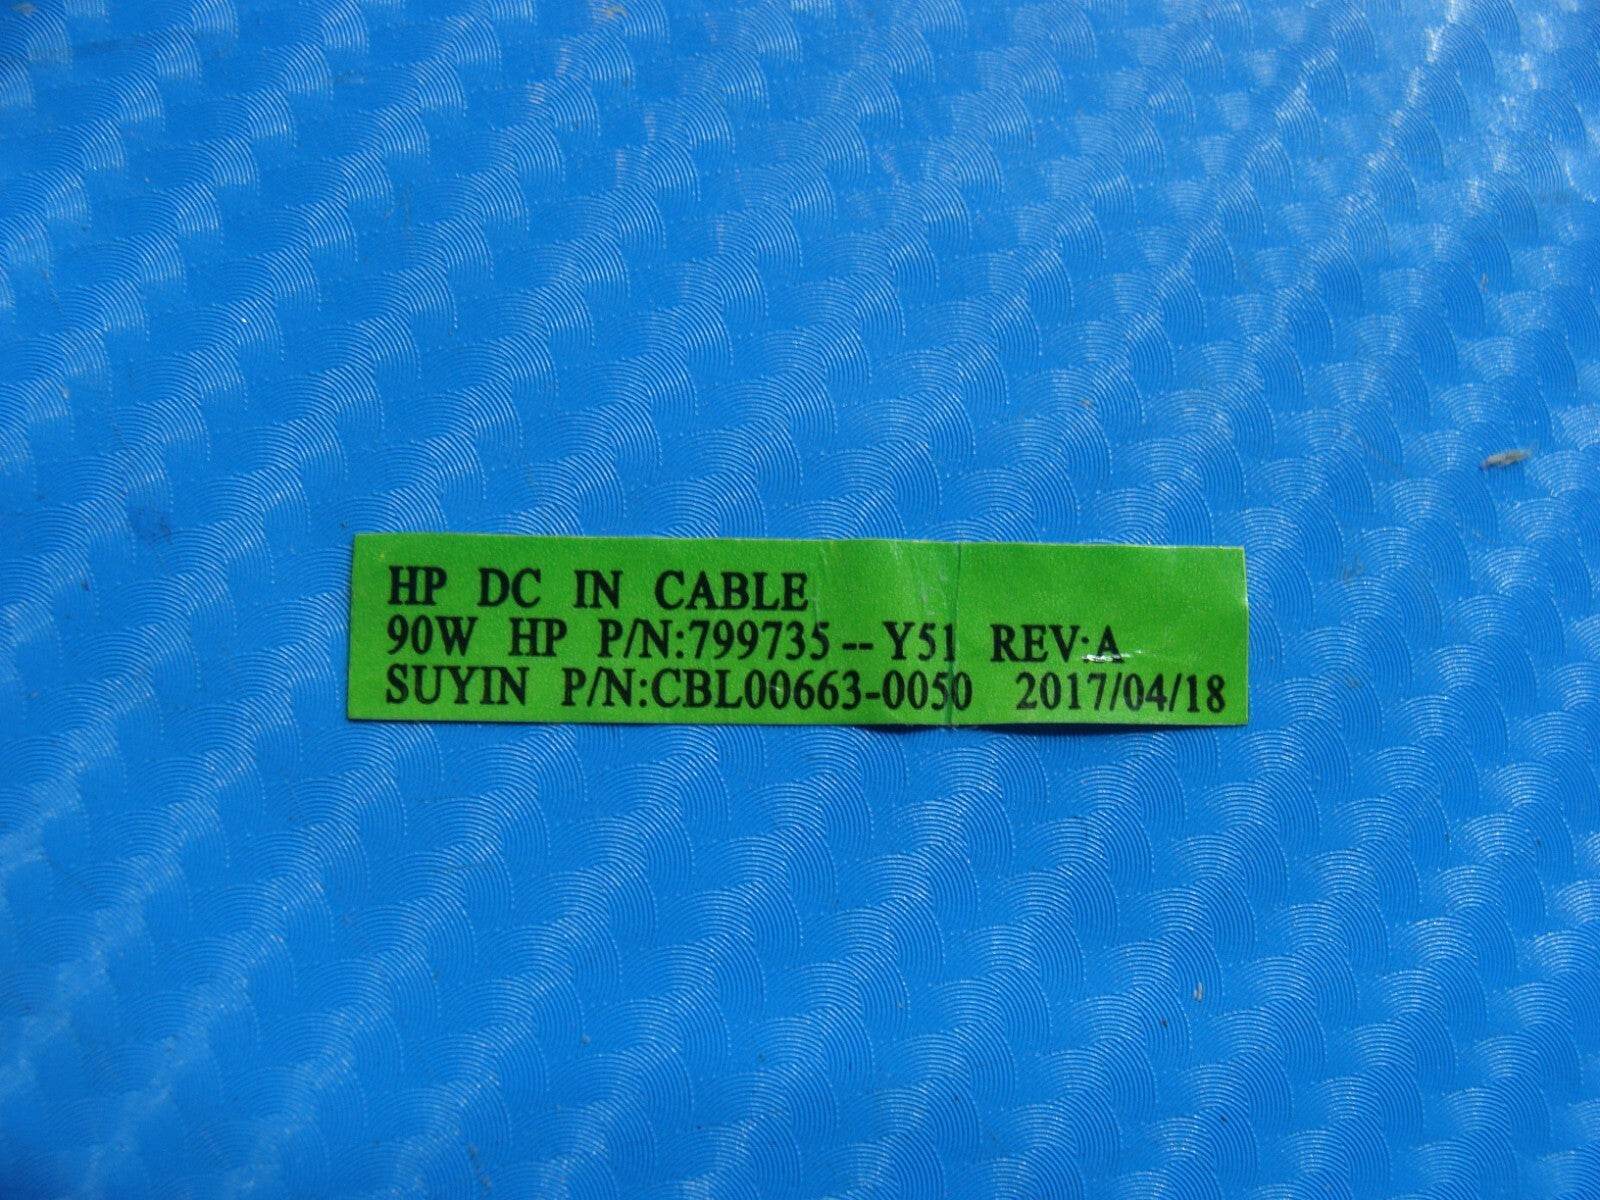 HP DC IN CABLE
90W HP P/N:799735--Y51 REV:A
SUYIN P/N:CBL00663-0050 2017/04/18